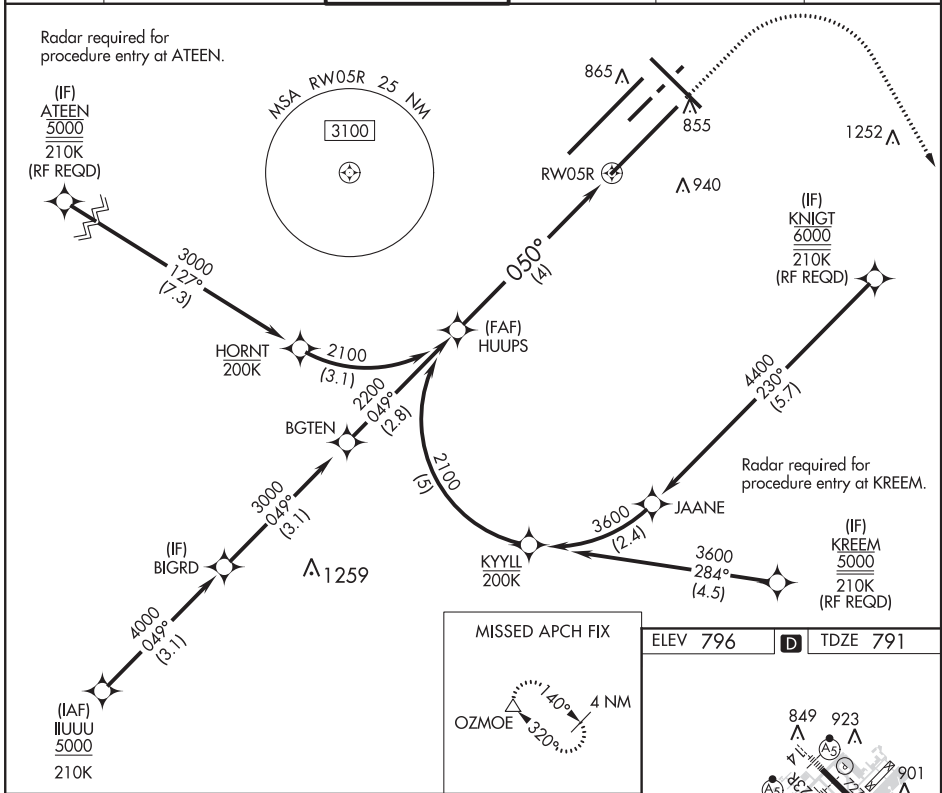 Radar required for
procedure entry at ATEEN.
(IF)
ATEEN
5000
210K
(RF REQD)
MSA RW05R 25 NM
3100
865
855
1252
RW05R
940
(IF)
KNIGT
6000
210K
(RF REQD)
3000
127°
(7.3)
050°
(4)
(FAF)
HUUPS
HORNT
200K
2100
(3.1)
2200
049°
(2.8)
4400
230°
(5.7)
BGTEN
2100
(5)
Radar required for
procedure entry at KREEM.
3000
049°
(3.1)
JAANE
3600
(2.4)
(IF)
BIGRD
1259
KYYLL
200K
3600
284°
(4.5)
(IF)
KREEM
5000
210K
(RF REQD)
4000
049°
(3.1)
(IAF)
IIUUU
5000
210K
MISSED APCH FIX
140°
4 NM
OZMOE
320°
ELEV 796 D TDZE 791
849 923
A5
P
901
A5
23R
14